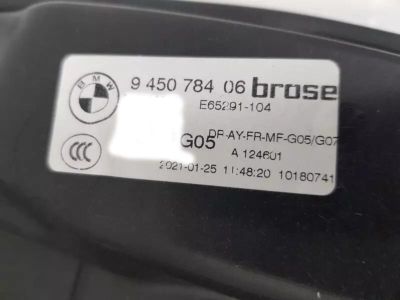 BMW
9 450 784 06 brose
E65291-104
G05 DR-AY-FR-MF-G05/G07
A 124601
2021-01-25 11:48:20 10180741
CCC